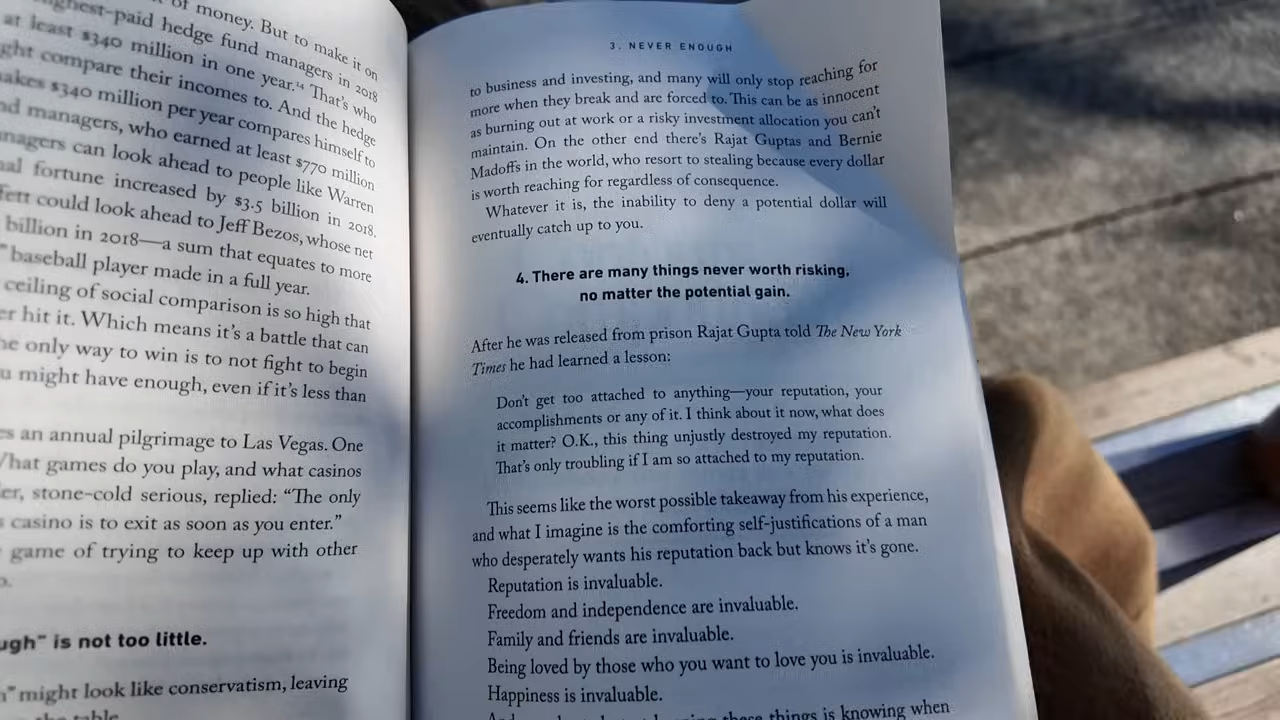 of money. But to make it on
highest-paid hedge fund managers in 2018
at least $340 million in one year.¹⁴ That's who
compare their incomes to. And the hedge
$340 million per year compares himself to
managers, who earned at least $770 million
can look ahead to people like Warren
fortune increased by $3.5 billion in 2018.
could look ahead to Jeff Bezos, whose net
billion in 2018—a sum that equates to more
baseball player made in a full year.
ceiling of social comparison is so high that
hit it. Which means it's a battle that can
only way to win is to not fight to begin
might have enough, even if it's less than
an annual pilgrimage to Las Vegas. One
What games do you play, and what casinos
stone-cold serious, replied: “The only
casino is to exit as soon as you enter.”
game of trying to keep up with other
is not too little.
might look like conservatism, leaving
the table.
3. NEVER ENOUGH
to business and investing, and many will only stop reaching for
more when they break and are forced to. This can be as innocent
as burning out at work or a risky investment allocation you can't
maintain. On the other end there's Rajat Guptas and Bernie
Madoffs in the world, who resort to stealing because every dollar
is worth reaching for regardless of consequence.
Whatever it is, the inability to deny a potential dollar will
eventually catch up to you.
4. There are many things never worth risking,
no matter the potential gain.
After he was released from prison Rajat Gupta told The New York
Times he had learned a lesson:
Don't get too attached to anything—your reputation, your
accomplishments or any of it. I think about it now, what does
it matter? O.K., this thing unjustly destroyed my reputation.
That's only troubling if I am so attached to my reputation.
This seems like the worst possible takeaway from his experience,
and what I imagine is the comforting self-justifications of a man
who desperately wants his reputation back but knows it's gone.
Reputation is invaluable.
Freedom and independence are invaluable.
Family and friends are invaluable.
Being loved by those who you want to love you is invaluable.
Happiness is invaluable.
these things is knowing when